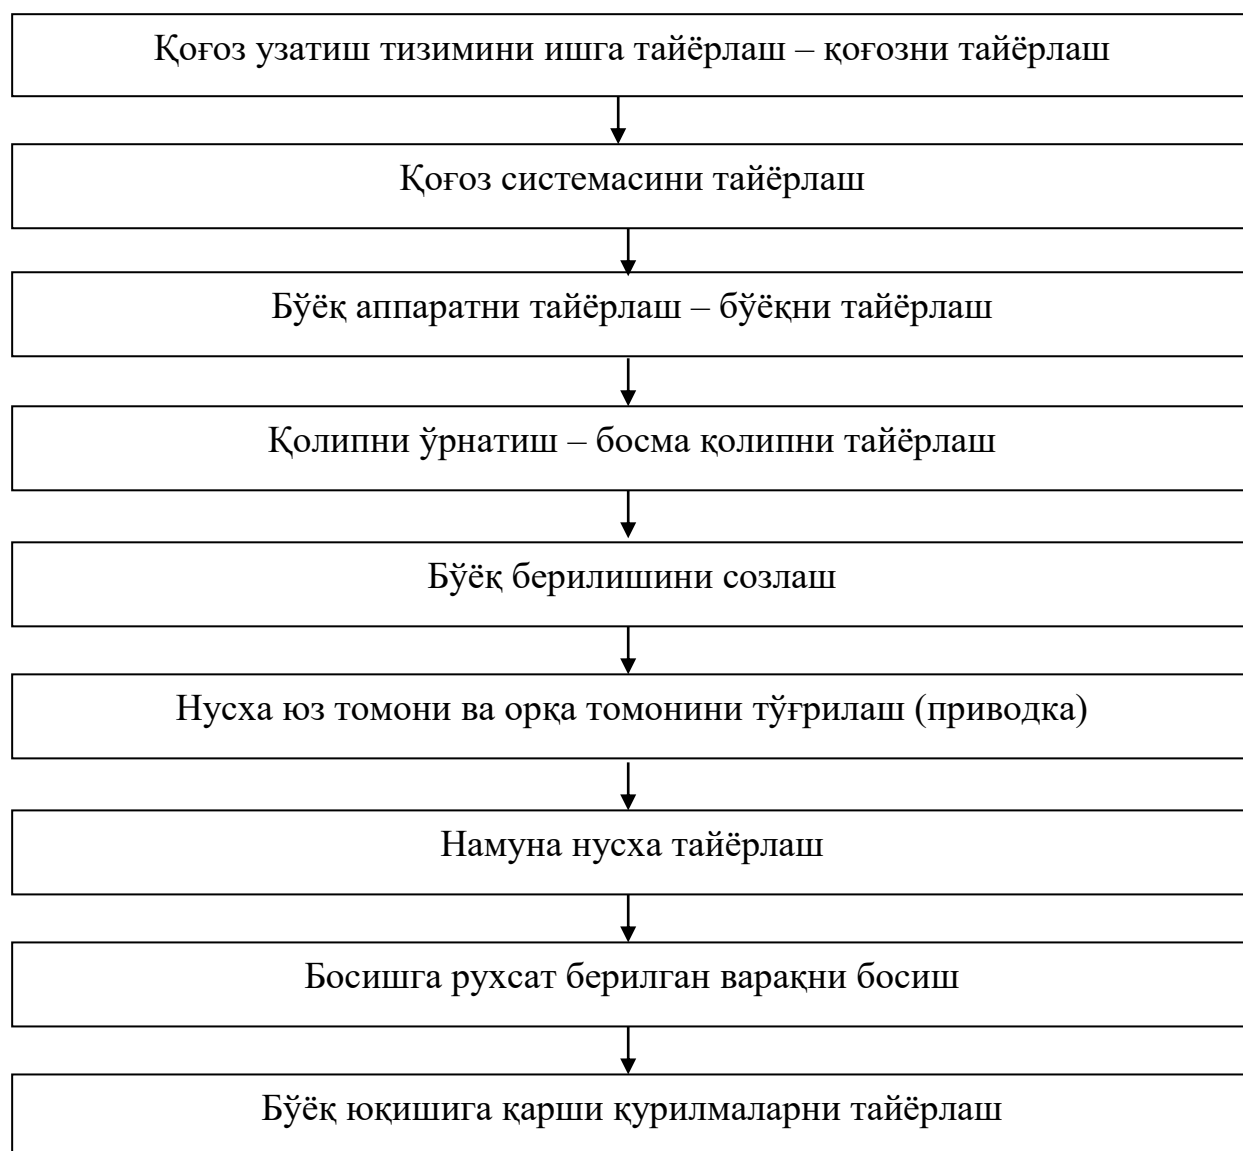 Қоғоз узатиш тизимини ишга тайёрлаш – қоғозни тайёрлаш
Қоғоз системасини тайёрлаш
Бўёқ аппаратни тайёрлаш – бўёқни тайёрлаш
Қолипни ўрнатиш – босма қолипни тайёрлаш
Бўёқ берилишини созлаш
Нусха юз томони ва орқа томонини тўғрилаш (приводка)
Намуна нусха тайёрлаш
Босишга рухсат берилган варақни босиш
Бўёқ юқишига қарши қурилмаларни тайёрлаш